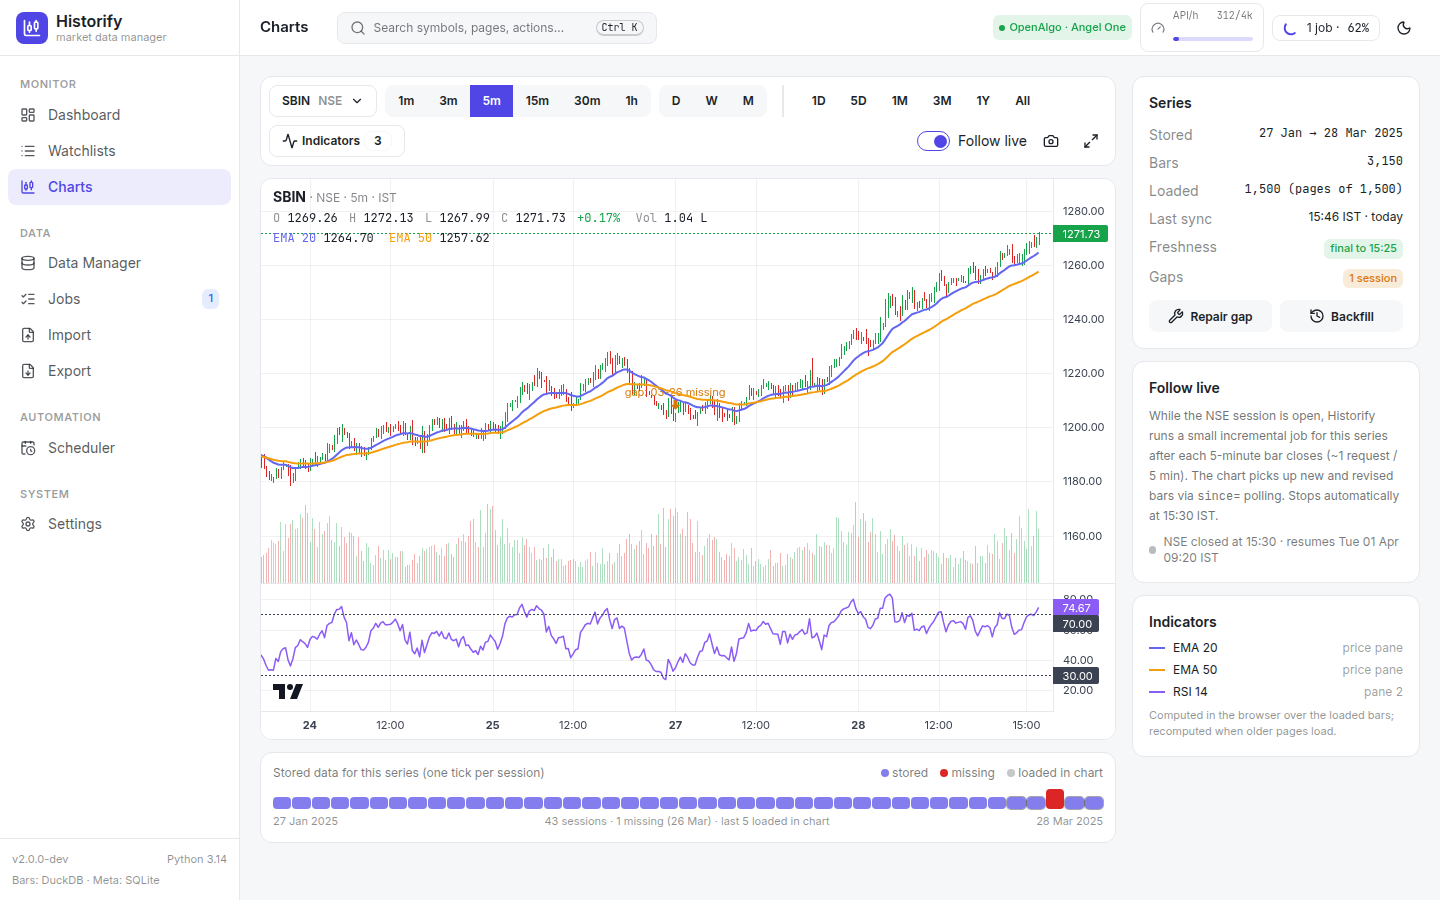 Historify
market data manager
Charts
Search symbols, pages, actions...
Ctrl K
OpenAlgo · Angel One
API/h 312/4k
1 job · 62%
MONITOR
Dashboard
Watchlists
Charts
DATA
Data Manager
Jobs 1
Import
Export
AUTOMATION
Scheduler
SYSTEM
Settings
v2.0.0-dev Python 3.14
Bars: DuckDB · Meta: SQLite
SBIN NSE
1m 3m 5m 15m 30m 1h
D W M
1D 5D 1M 3M 1Y All
Indicators 3
Follow live
SBIN · NSE · 5m · IST
O 1269.26 H 1272.13 L 1267.99 C 1271.73 +0.17% Vol 1.04 L
EMA 20 1264.70 EMA 50 1257.62
1280.00
1271.73
1260.00
1240.00
1220.00
1200.00
1180.00
1160.00
gap: 03-26 missing
80.00
74.67
70.00
60.00
40.00
30.00
20.00
24 12:00 25 12:00 27 12:00 28 12:00 15:00
Stored data for this series (one tick per session)
stored missing loaded in chart
27 Jan 2025 43 sessions · 1 missing (26 Mar) · last 5 loaded in chart 28 Mar 2025
Series
Stored 27 Jan → 28 Mar 2025
Bars 3,150
Loaded 1,500 (pages of 1,500)
Last sync 15:46 IST · today
Freshness final to 15:25
Gaps 1 session
Repair gap Backfill
Follow live
While the NSE session is open, Historify
runs a small incremental job for this series
after each 5-minute bar closes (~1 request /
5 min). The chart picks up new and revised
bars via since= polling. Stops automatically
at 15:30 IST.
NSE closed at 15:30 · resumes Tue 01 Apr
09:20 IST
Indicators
EMA 20 price pane
EMA 50 price pane
RSI 14 pane 2
Computed in the browser over the loaded bars;
recomputed when older pages load.